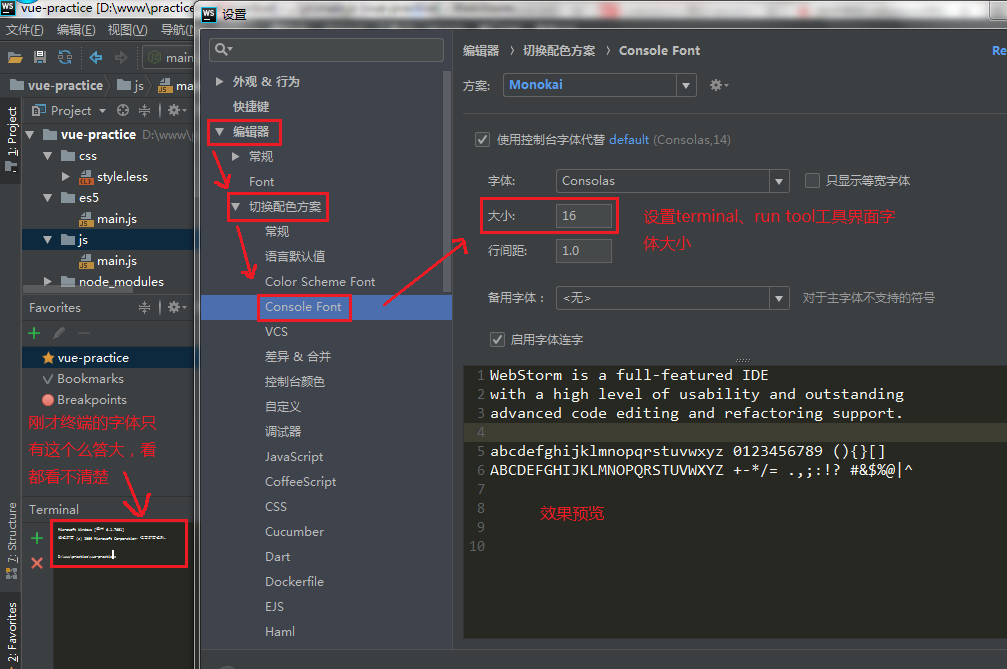 vue-practice [D:\www\practice
文件(F) 编辑(E) 视图(V) 导航(N
main
vue-practice js ma
1: Project
Project
vue-practice D:\www\
css
style.less
es5
main.js
js
main.js
node_modules
Favorites
vue-practice
Bookmarks
Breakpoints
刚才终端的字体只
有这个么答大，看
都看不清楚
Terminal
7: Structure
2: Favorites
WS 设置
外观 & 行为
快捷键
编辑器
常规
Font
切换配色方案
常规
语言默认值
Color Scheme Font
Console Font
VCS
差异 & 合并
控制台颜色
自定义
调试器
JavaScript
CoffeeScript
CSS
Cucumber
Dart
Dockerfile
EJS
Haml
编辑器 › 切换配色方案 › Console Font
Re
方案: Monokai
使用控制台字体代替 default (Consolas,14)
字体: Consolas 只显示等宽字体
大小: 16
设置terminal、run tool工具界面字
体大小
行间距: 1.0
备用字体： <无> 对于主字体不支持的符号
启用字体连字
1 WebStorm is a full-featured IDE
2 with a high level of usability and outstanding
3 advanced code editing and refactoring support.
4
5 abcdefghijklmnopqrstuvwxyz 0123456789 (){}[]
6 ABCDEFGHIJKLMNOPQRSTUVWXYZ +-*/= .,;:!? #&$%@|^
7
8
效果预览
9
10